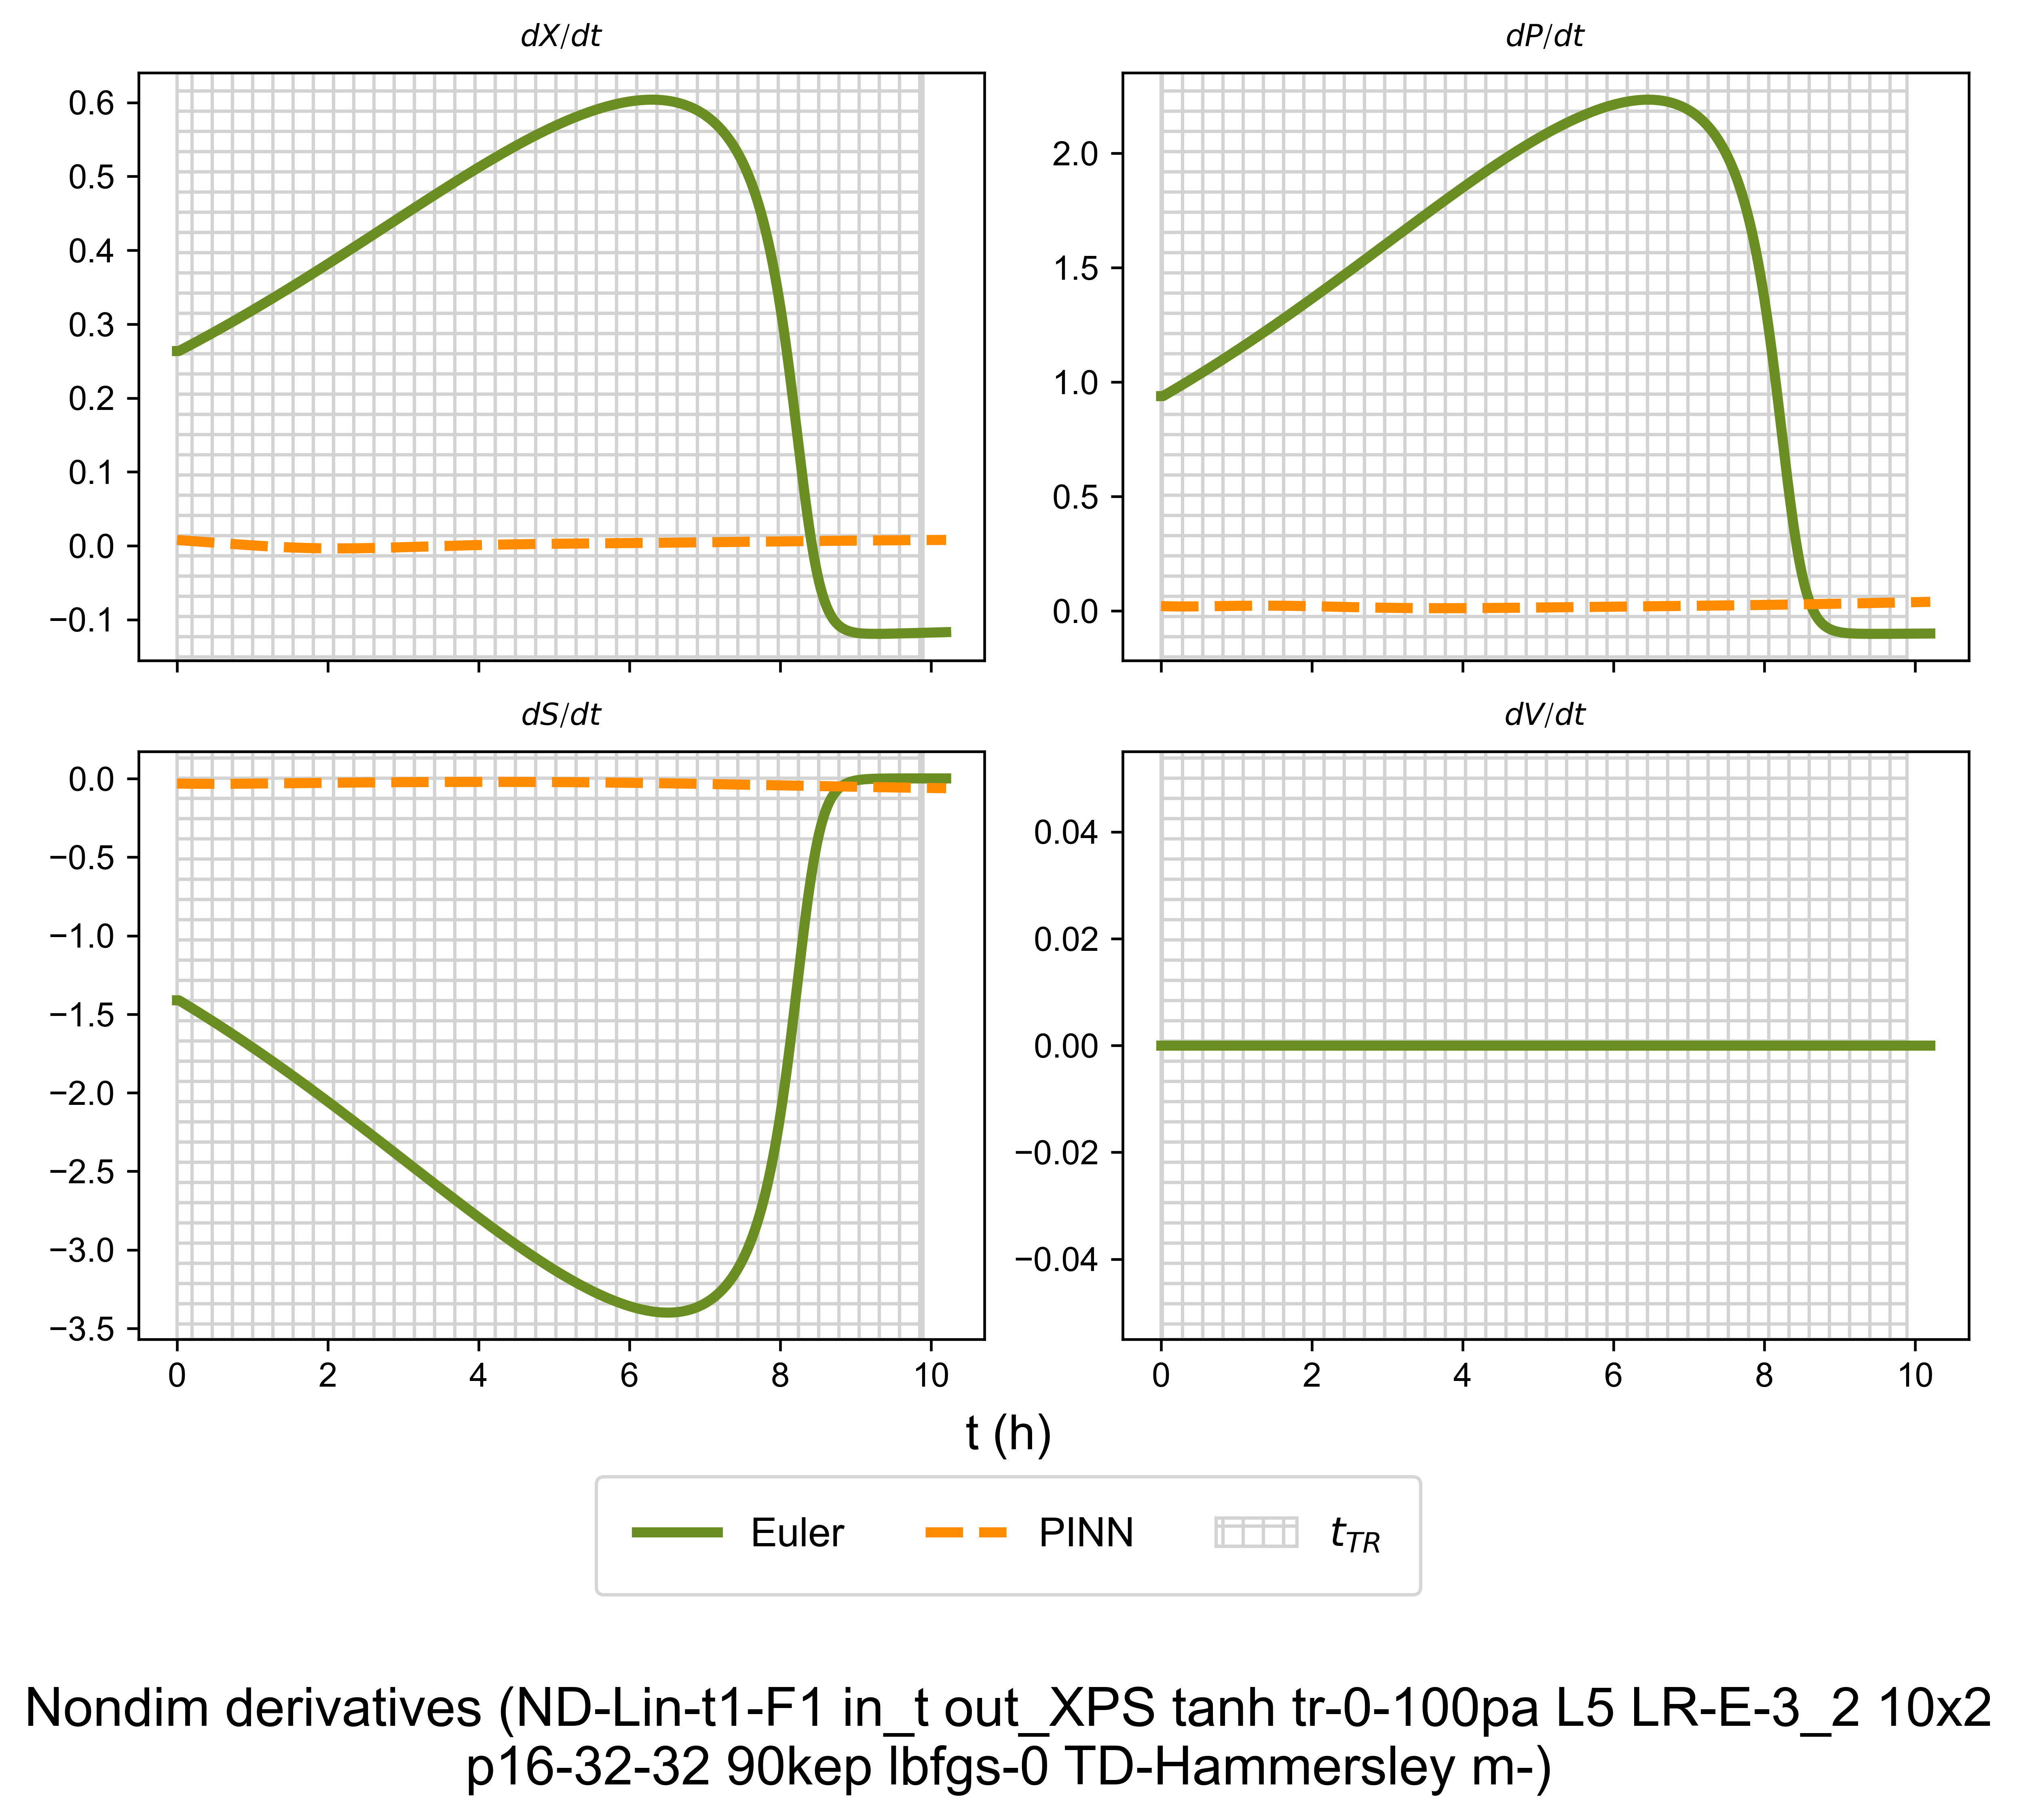 dX/dt
dP/dt
0.6
0.5
0.4
0.3
0.2
0.1
0.0
−0.1
2.0
1.5
1.0
0.5
0.0
dS/dt
dV/dt
0.0
−0.5
−1.0
−1.5
−2.0
−2.5
−3.0
−3.5
0.04
0.02
0.00
−0.02
−0.04
0 2 4 6 8 10
0 2 4 6 8 10
t (h)
Euler PINN t_TR
Nondim derivatives (ND-Lin-t1-F1 in_t out_XPS tanh tr-0-100pa L5 LR-E-3_2 10x2
p16-32-32 90kep lbfgs-0 TD-Hammersley m-)